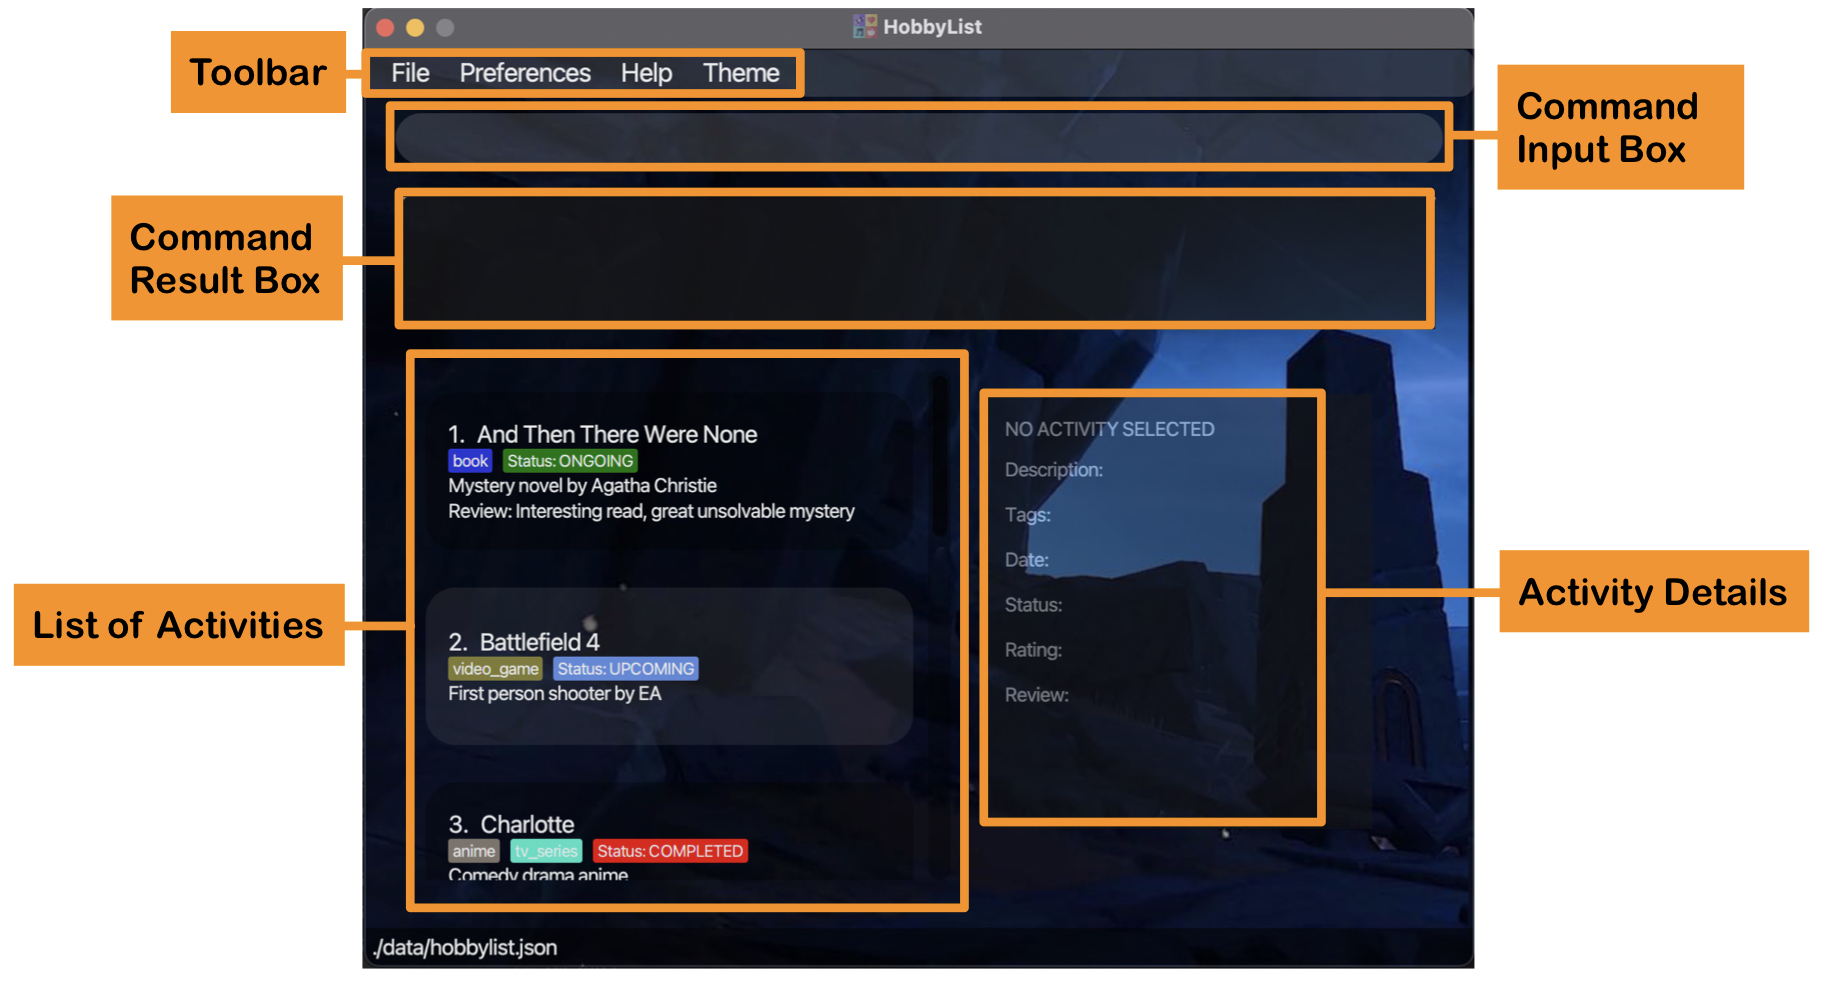 HobbyList
Toolbar
File Preferences Help Theme
Command
Input Box
Command
Result Box
List of Activities
1. And Then There Were None
book Status: ONGOING
Mystery novel by Agatha Christie
Review: Interesting read, great unsolvable mystery
2. Battlefield 4
video_game Status: UPCOMING
First person shooter by EA
3. Charlotte
anime tv_series Status: COMPLETED
Comedy drama anime
NO ACTIVITY SELECTED
Description:
Tags:
Date:
Status:
Rating:
Review:
Activity Details
./data/hobbylist.json